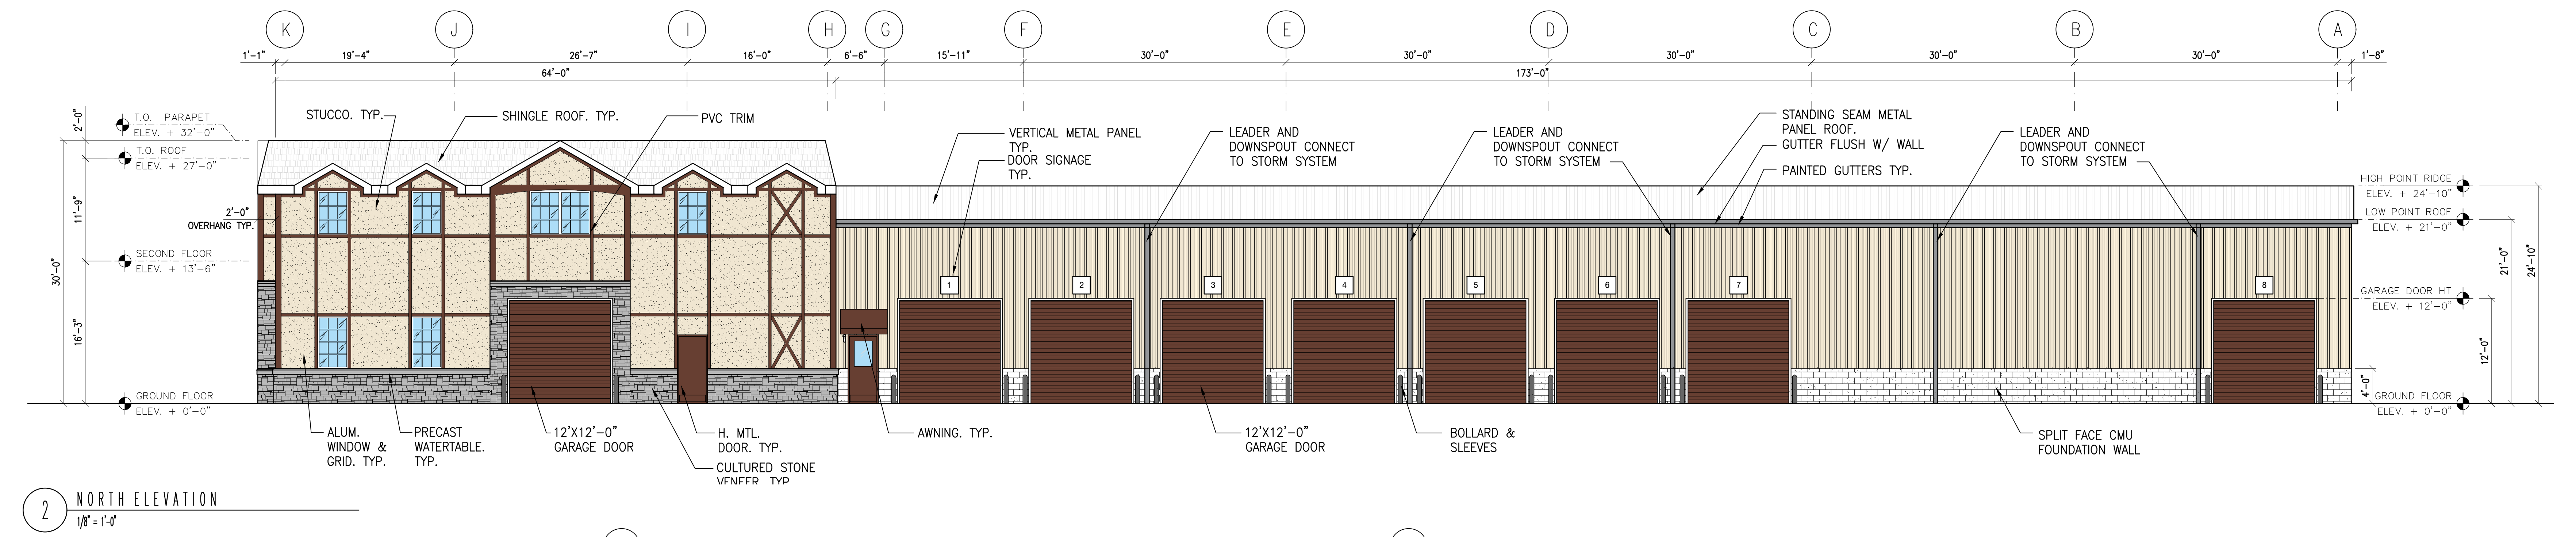 K
J
I
H
G
F
E
D
C
B
A
1'-1"
19'-4"
26'-7"
16'-0"
6'-6"
15'-11"
30'-0"
30'-0"
30'-0"
30'-0"
30'-0"
1'-8"
64'-0"
173'-0"
2'-0"
T.O. PARAPET
ELEV. + 32'-0"
T.O. ROOF
ELEV. + 27'-0"
11'-9"
2'-0"
OVERHANG TYP.
SECOND FLOOR
ELEV. + 13'-6"
30'-0"
16'-3"
GROUND FLOOR
ELEV. + 0'-0"
STUCCO. TYP.
SHINGLE ROOF. TYP.
PVC TRIM
VERTICAL METAL PANEL
TYP.
DOOR SIGNAGE
TYP.
LEADER AND
DOWNSPOUT CONNECT
TO STORM SYSTEM
LEADER AND
DOWNSPOUT CONNECT
TO STORM SYSTEM
STANDING SEAM METAL
PANEL ROOF.
GUTTER FLUSH W/ WALL
PAINTED GUTTERS TYP.
LEADER AND
DOWNSPOUT CONNECT
TO STORM SYSTEM
HIGH POINT RIDGE
ELEV. + 24'-10"
LOW POINT ROOF
ELEV. + 21'-0"
GARAGE DOOR HT
ELEV. + 12'-0"
GROUND FLOOR
ELEV. + 0'-0"
4'-0"
12'-0"
21'-0"
24'-10"
1
2
3
4
5
6
7
8
ALUM.
WINDOW &
GRID. TYP.
PRECAST
WATERTABLE.
TYP.
12'X12'-0"
GARAGE DOOR
H. MTL.
DOOR. TYP.
CULTURED STONE
VENEER. TYP
AWNING. TYP.
12'X12'-0"
GARAGE DOOR
BOLLARD &
SLEEVES
SPLIT FACE CMU
FOUNDATION WALL
2
NORTH ELEVATION
1/8" = 1'-0"